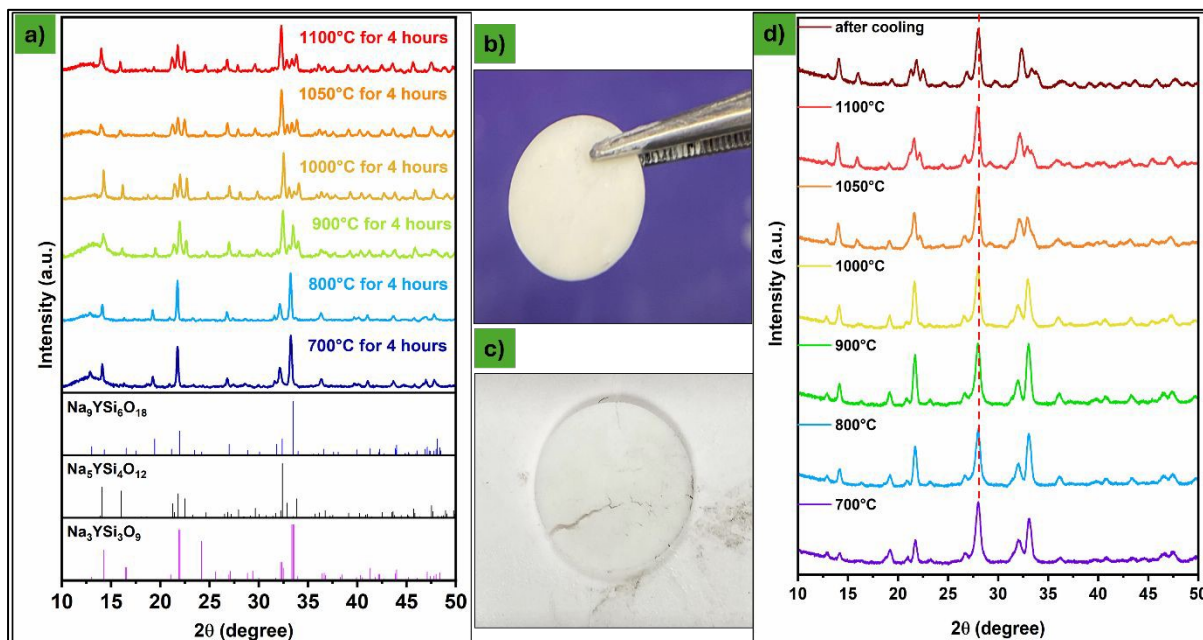 a)
1100°C for 4 hours
1050°C for 4 hours
1000°C for 4 hours
900°C for 4 hours
800°C for 4 hours
700°C for 4 hours
Na₉YSi₆O₁₈
Na₅YSi₄O₁₂
Na₃YSi₃O₉
Intensity (a.u.)
10 15 20 25 30 35 40 45 50
2θ (degree)
b)
c)
d)
after cooling
1100°C
1050°C
1000°C
900°C
800°C
700°C
Intensity (a.u.)
10 15 20 25 30 35 40 45 50
2θ (degree)